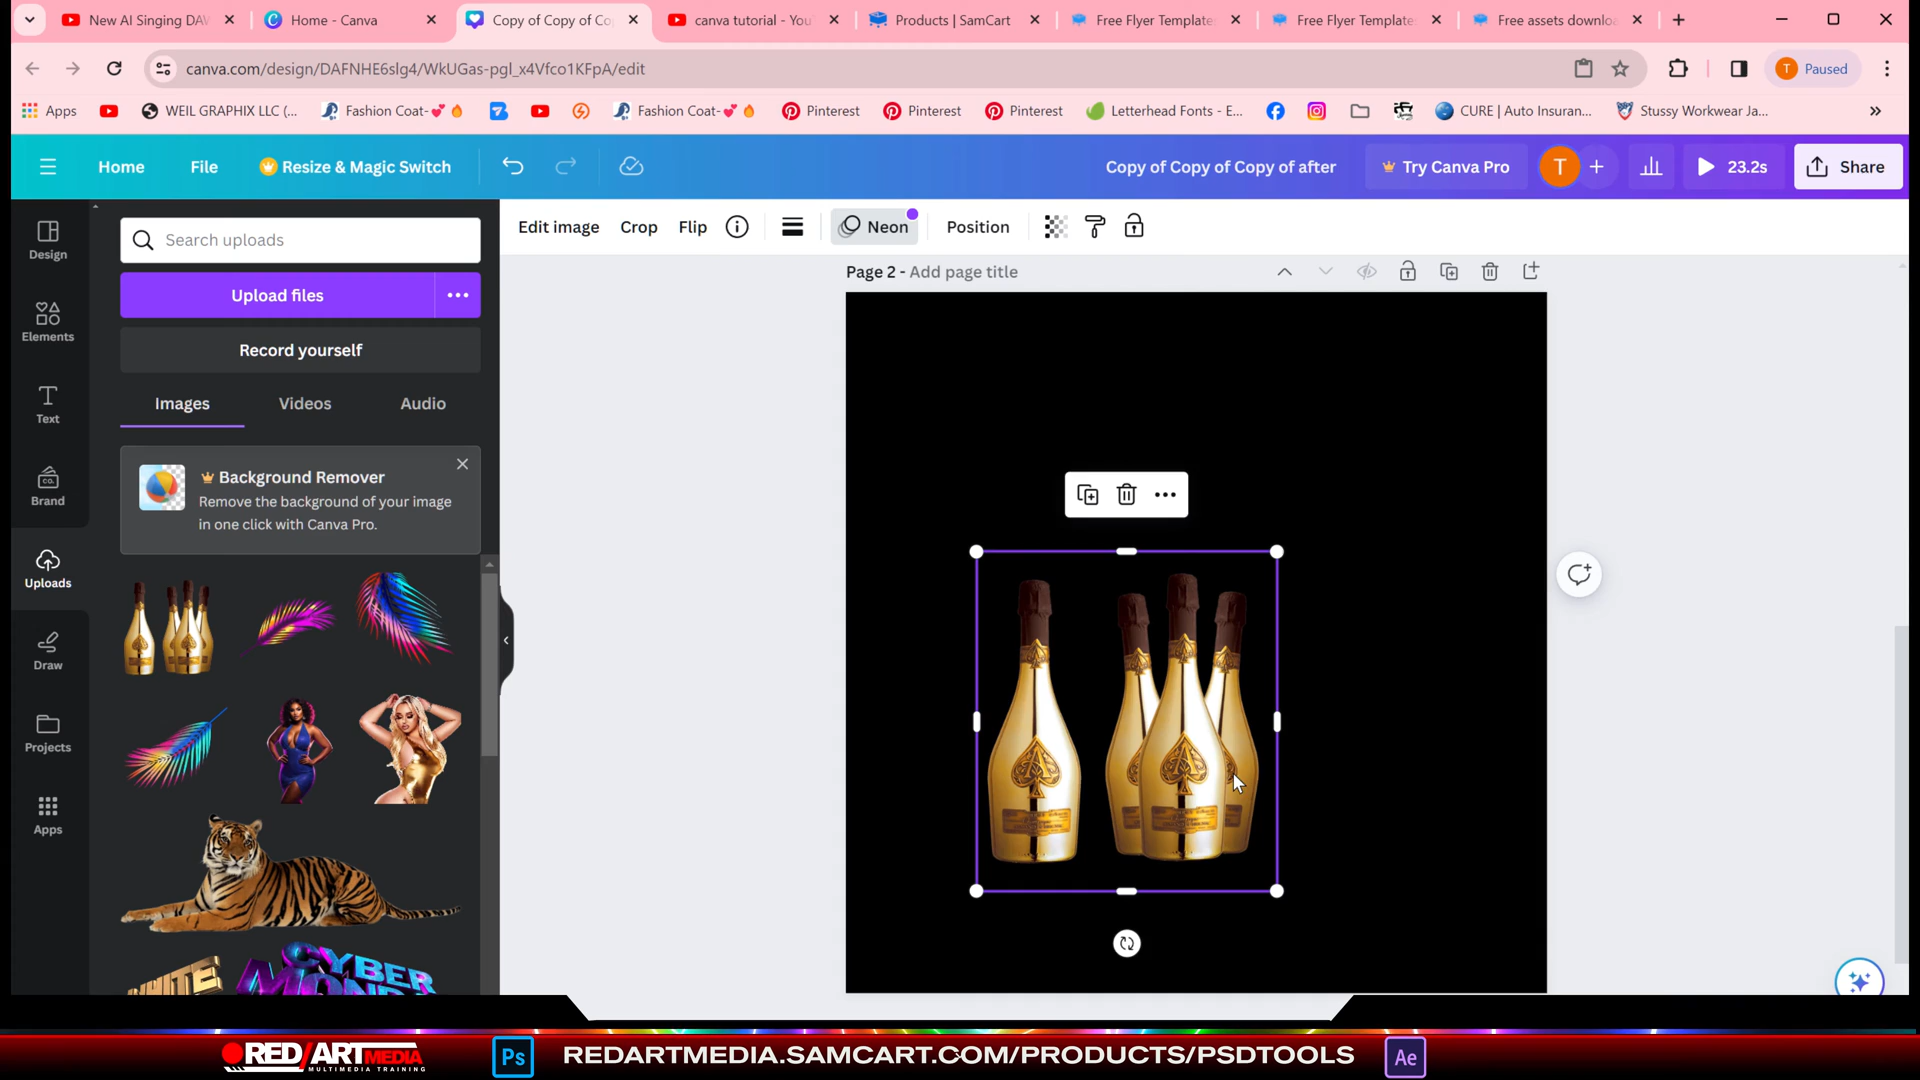 New AI Singing DAW
Home - Canva
Copy of Copy of Co
canva tutorial - You
Products | SamCart
Free Flyer Template
Free Flyer Template
Free assets downlo
canva.com/design/DAFNHE6slg4/WkUGas-pgl_x4Vfco1KFpA/edit
T Paused
Apps
WEIL GRAPHIX LLC (...
Fashion Coat-💕🔥
Fashion Coat-💕🔥
Pinterest
Pinterest
Pinterest
Letterhead Fonts - E...
CURE | Auto Insuran...
Stussy Workwear Ja...
Home
File
Resize & Magic Switch
Copy of Copy of Copy of after
Try Canva Pro
T
23.2s
Share
Design
Elements
Text
Brand
Uploads
Draw
Projects
Apps
Search uploads
Upload files
Record yourself
Images
Videos
Audio
Background Remover
Remove the background of your image
in one click with Canva Pro.
CYBER
Edit image
Crop
Flip
Neon
Position
Page 2 - Add page title
RED/ARTMEDIA
MULTIMEDIA TRAINING
Ps
REDARTMEDIA.SAMCART.COM/PRODUCTS/PSDTOOLS
Ae